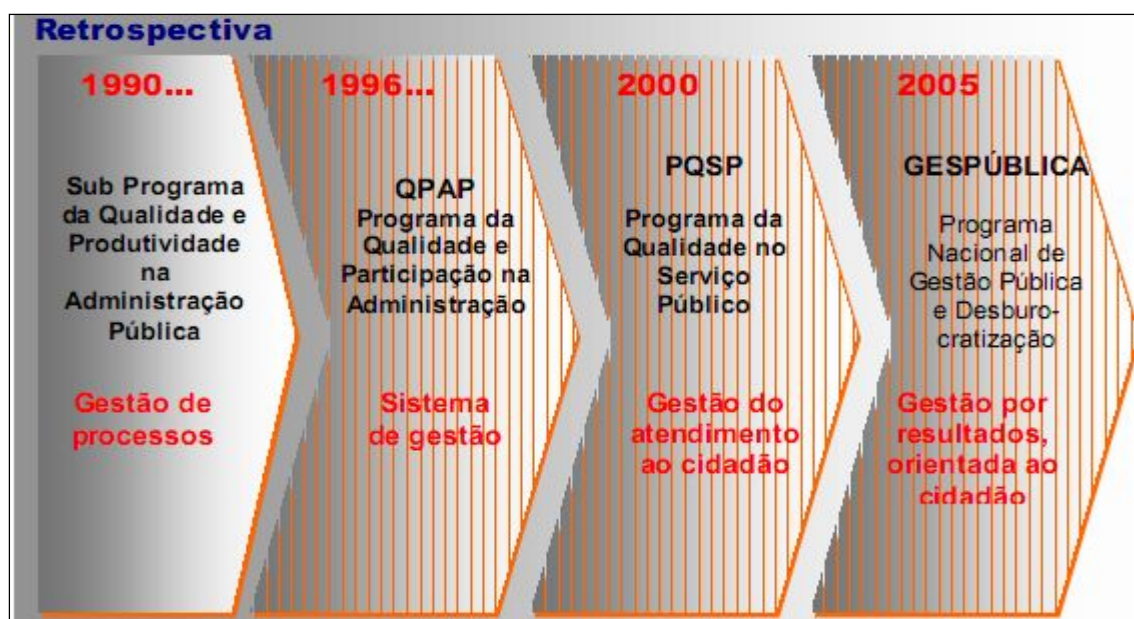 Retrospectiva
1990...
Sub Programa
da Qualidade e
Produtividade
na
Administração
Pública
Gestão de
processos
1996...
QPAP
Programa da
Qualidade e
Participação na
Administração
Sistema
de gestão
2000
PQSP
Programa da
Qualidade no
Serviço
Público
Gestão do
atendimento
ao cidadão
2005
GESPÚBLICA
Programa
Nacional de
Gestão Pública
e Desburo-
cratização
Gestão por
resultados,
orientada ao
cidadão